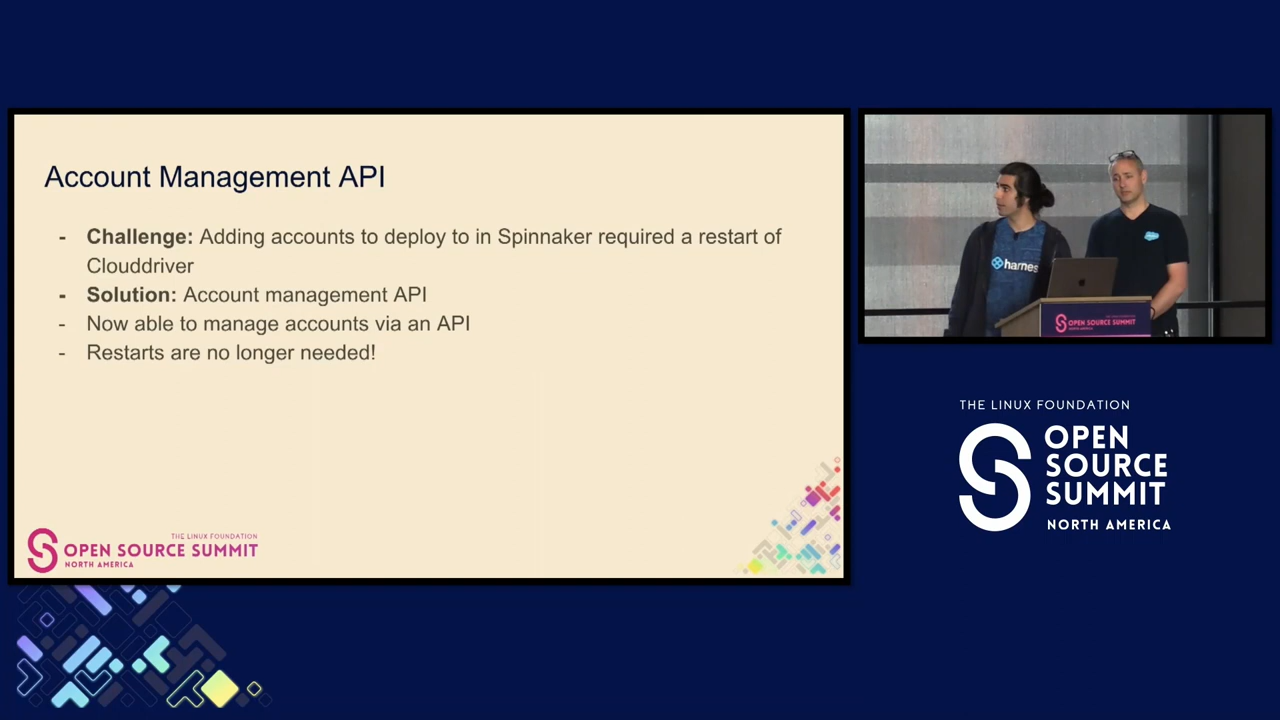 Account Management API
- Challenge: Adding accounts to deploy to in Spinnaker required a restart of
Clouddriver
- Solution: Account management API
- Now able to manage accounts via an API
- Restarts are no longer needed!
THE LINUX FOUNDATION
OPEN SOURCE SUMMIT
NORTH AMERICA
harness
OPEN SOURCE SUMMIT
NORTH AMERICA
THE LINUX FOUNDATION
OPEN
SOURCE
SUMMIT
NORTH AMERICA